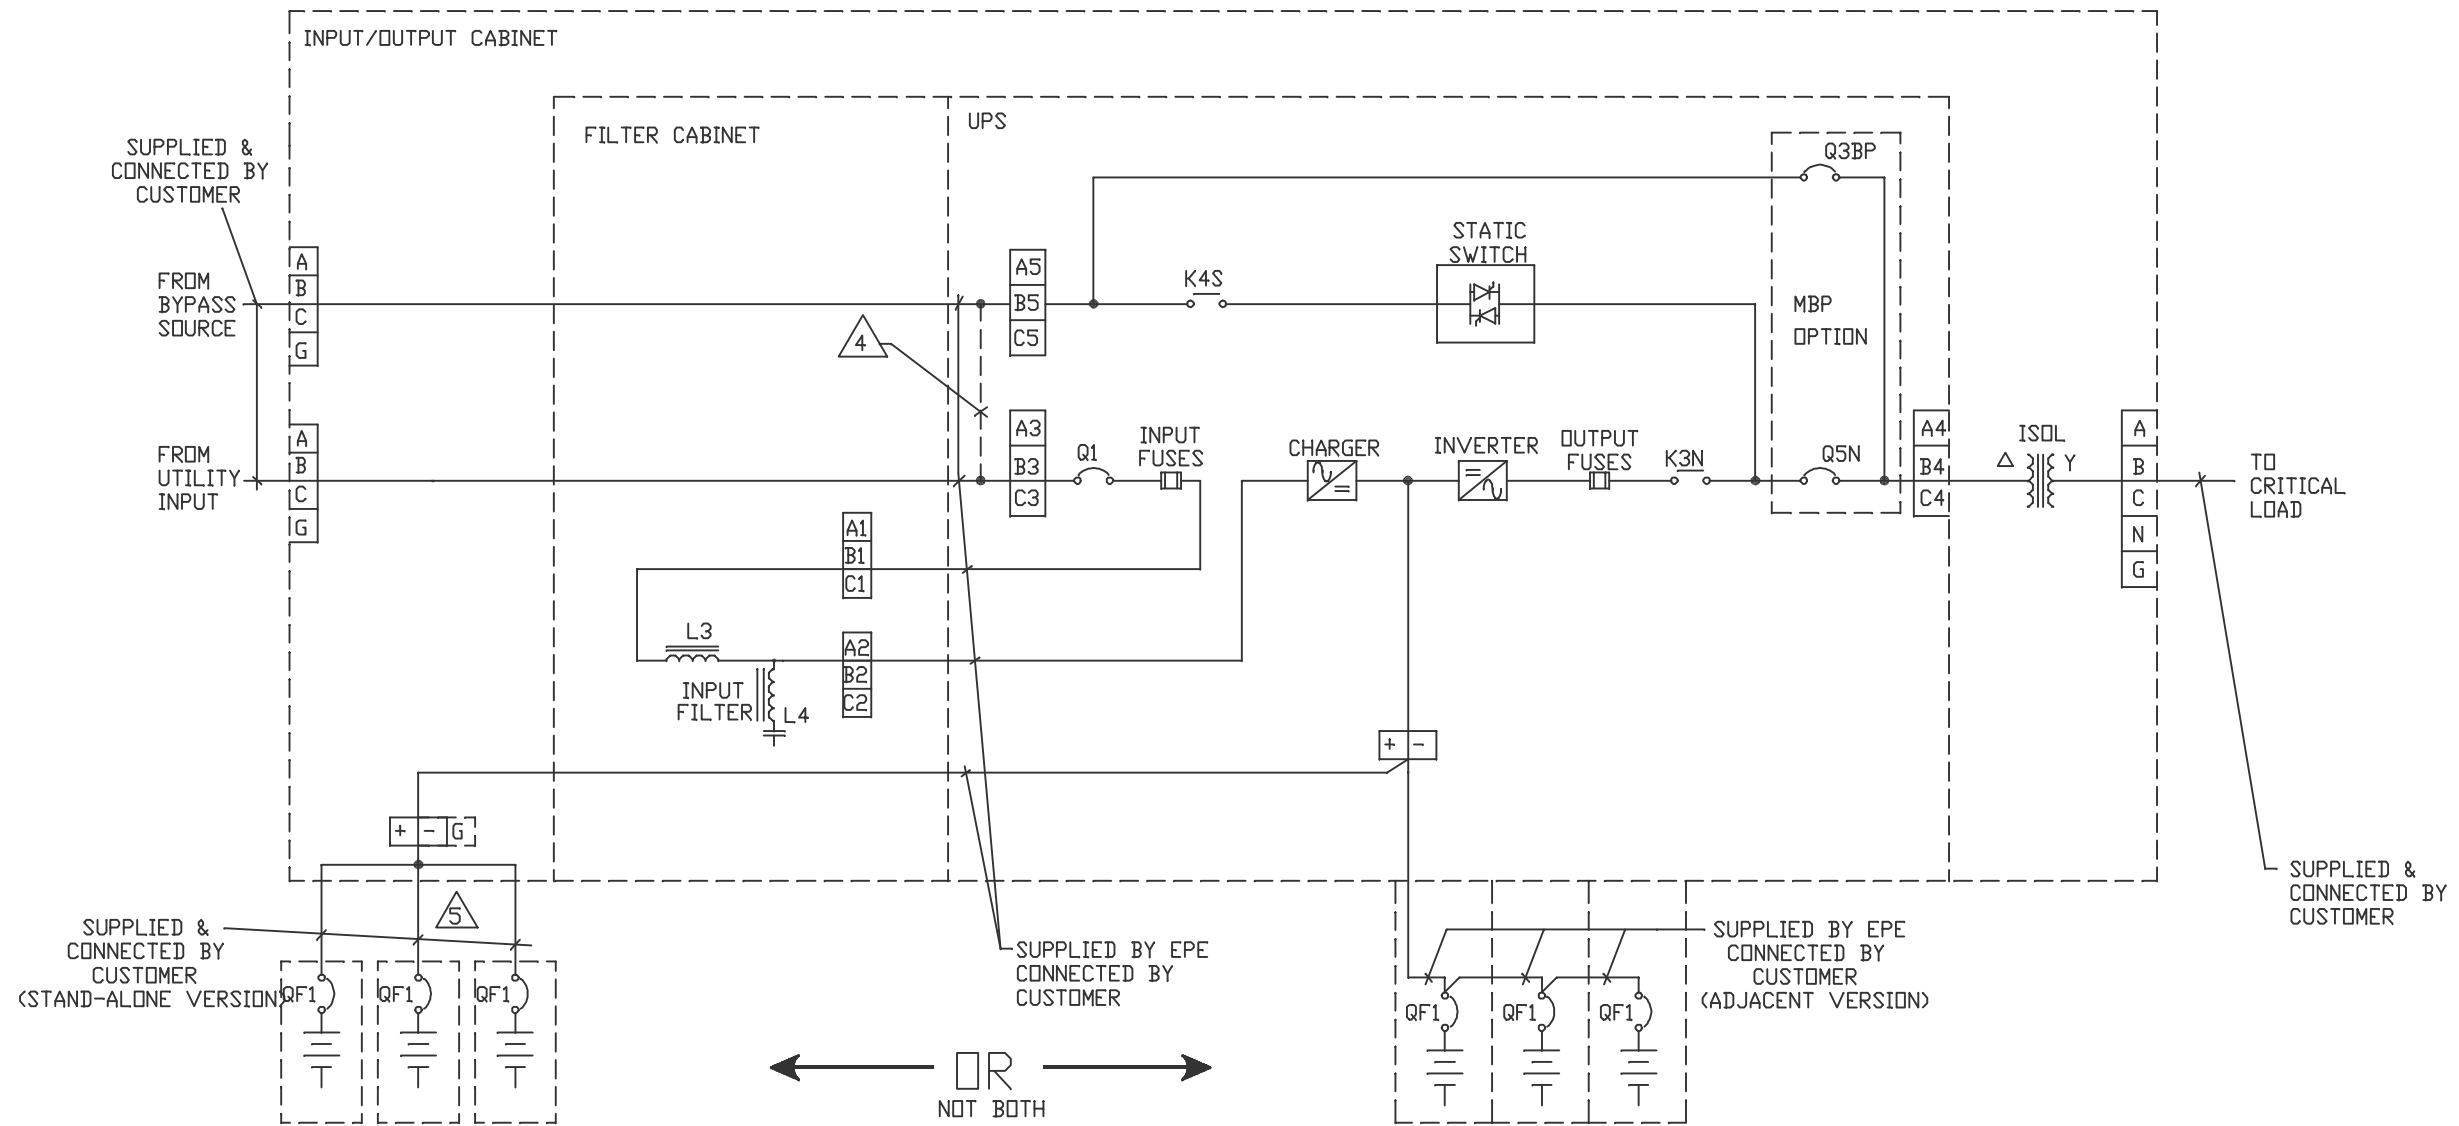 INPUT/OUTPUT CABINET
FILTER CABINET
UPS
SUPPLIED &
CONNECTED BY
CUSTOMER
Q3BP
STATIC
SWITCH
K4S
MBP
OPTION
FROM
BYPASS
SOURCE
A
B
C
G
A5
B5
C5
4
FROM
UTILITY
INPUT
A
B
C
G
A3
B3
C3
Q1
INPUT
FUSES
CHARGER
INVERTER
OUTPUT
FUSES
K3N
Q5N
A4
B4
C4
ISOL
Y
A
B
C
N
G
TO
CRITICAL
LOAD
A1
B1
C1
L3
A2
B2
C2
INPUT
FILTER
L4
+ -
+ - G
5
SUPPLIED &
CONNECTED BY
CUSTOMER
(STAND-ALONE VERSION)
QF1
QF1
QF1
SUPPLIED BY EPE
CONNECTED BY
CUSTOMER
OR
NOT BOTH
QF1
QF1
QF1
SUPPLIED BY EPE
CONNECTED BY
CUSTOMER
(ADJACENT VERSION)
SUPPLIED &
CONNECTED BY
CUSTOMER